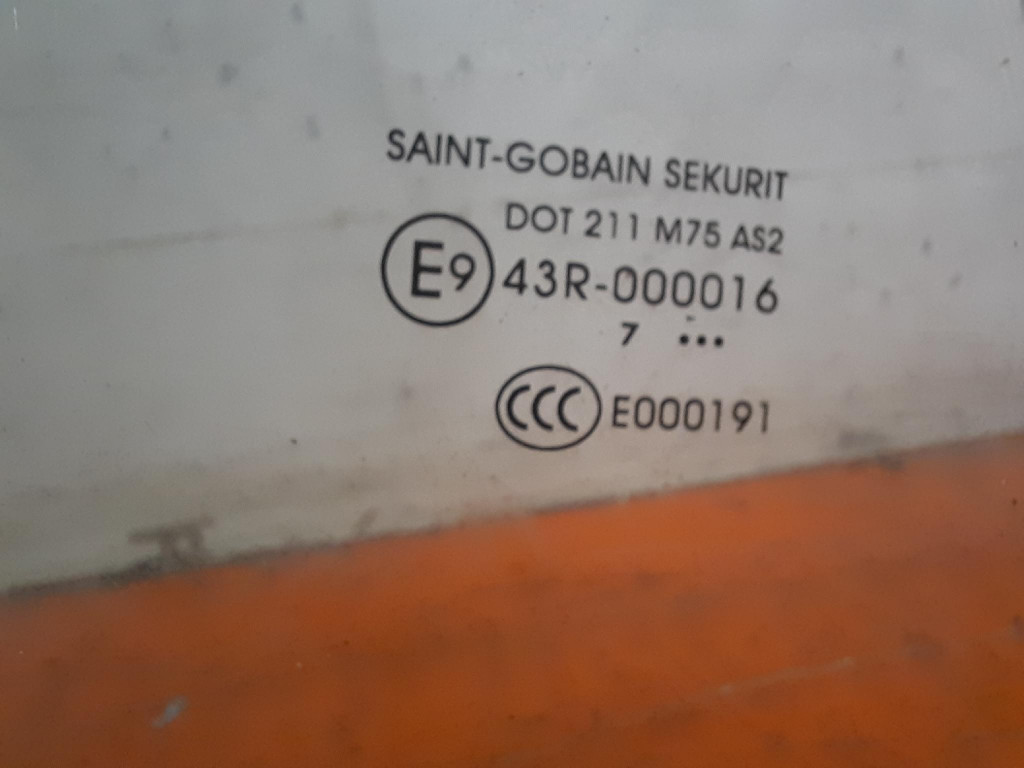 SAINT-GOBAIN SEKURIT
DOT 211 M75 AS2
E9 43R-000016
7 •••
CCC E000191